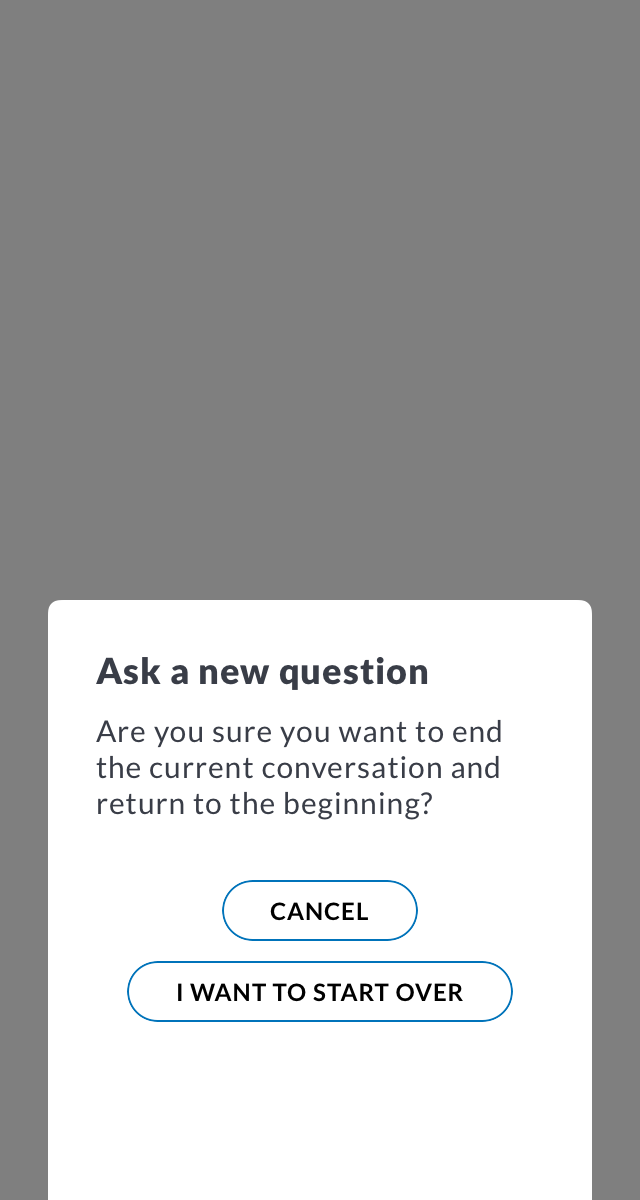 Ask a new question
Are you sure you want to end
the current conversation and
return to the beginning?
CANCEL
I WANT TO START OVER